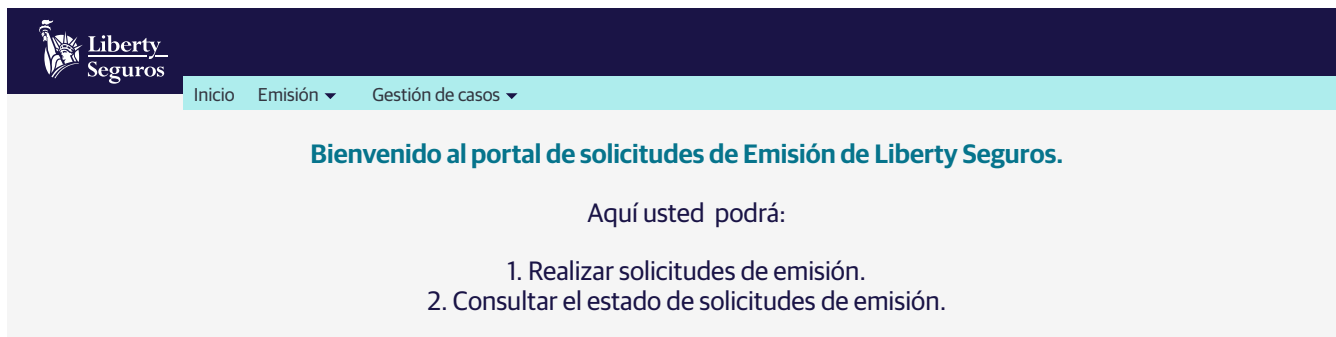 Liberty
Seguros
Inicio Emisión Gestión de casos
Bienvenido al portal de solicitudes de Emisión de Liberty Seguros.
Aquí usted podrá:
1. Realizar solicitudes de emisión.
2. Consultar el estado de solicitudes de emisión.